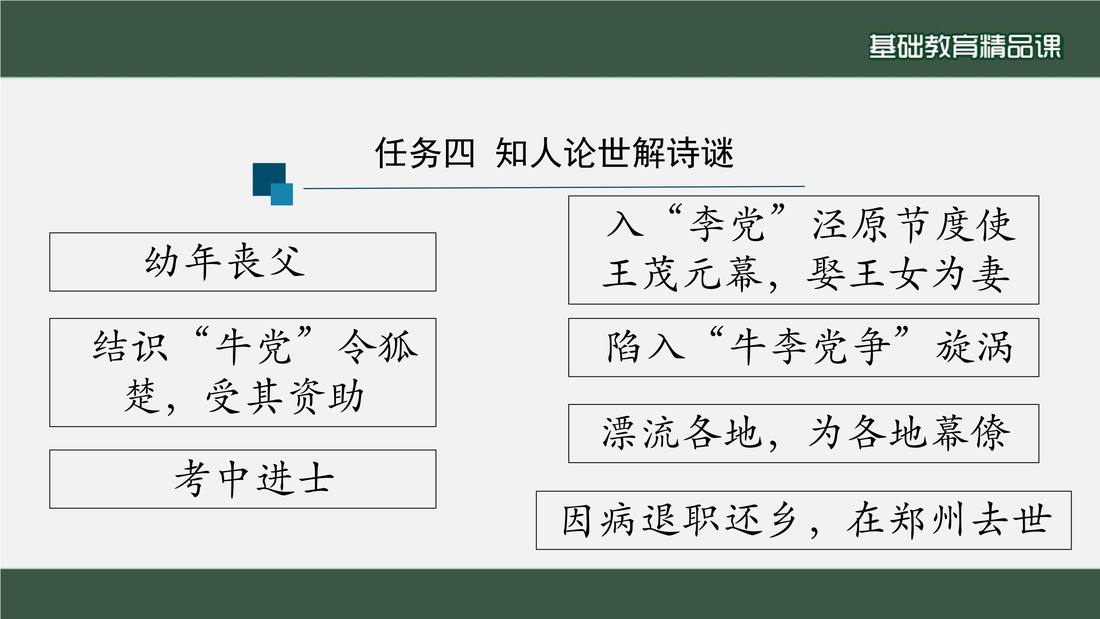 基础教育精品课
任务四 知人论世解诗谜
幼年丧父
结识“牛党”令狐
楚，受其资助
考中进士
入“李党”泾原节度使
王茂元幕，娶王女为妻
陷入“牛李党争”旋涡
漂流各地，为各地幕僚
因病退职还乡，在郑州去世